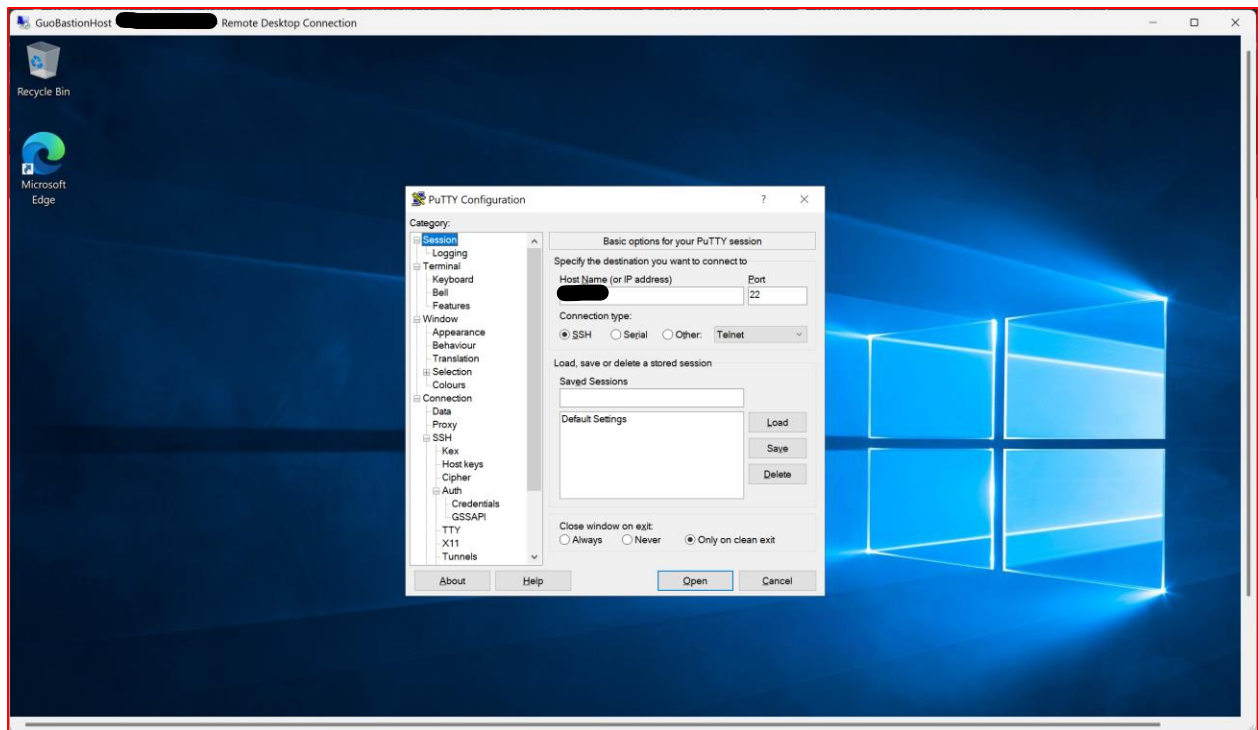 GuoBastionHost Remote Desktop Connection
Recycle Bin
Microsoft
Edge
PuTTY Configuration
?
Category:
Session
Logging
Terminal
Keyboard
Bell
Features
Window
Appearance
Behaviour
Translation
Selection
Colours
Connection
Data
Proxy
SSH
Kex
Host keys
Cipher
Auth
Credentials
GSSAPI
TTY
X11
Tunnels
Basic options for your PuTTY session
Specify the destination you want to connect to
Host Name (or IP address) Port
22
Connection type:
SSH Serial Other: Telnet
Load, save or delete a stored session
Saved Sessions
Default Settings
Load
Save
Delete
Close window on exit:
Always Never Only on clean exit
About Help Open Cancel